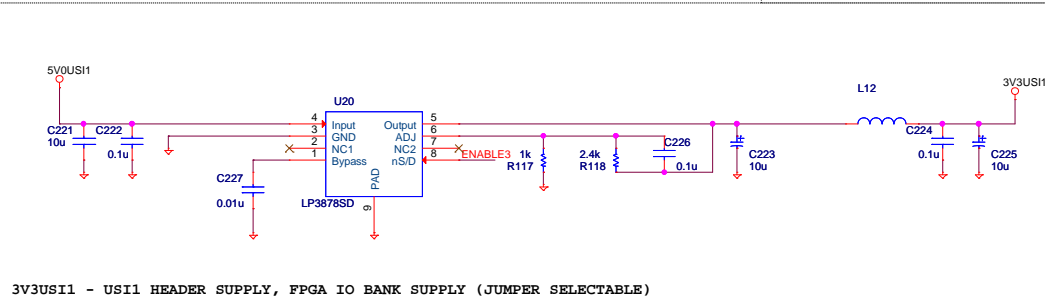 5V0USI1
3V3USI1
L12
U20
C221
10u
C222
0.1u
4
3
2
1
Input
GND
NC1
Bypass
Output
ADJ
NC2
nS/D
5
6
7
8
ENABLE3
PAD
9
LP3878SD
C227
0.01u
1k
R117
2.4k
R118
C226
0.1u
C223
10u
C224
0.1u
C225
10u
3V3USI1 - USI1 HEADER SUPPLY, FPGA IO BANK SUPPLY (JUMPER SELECTABLE)